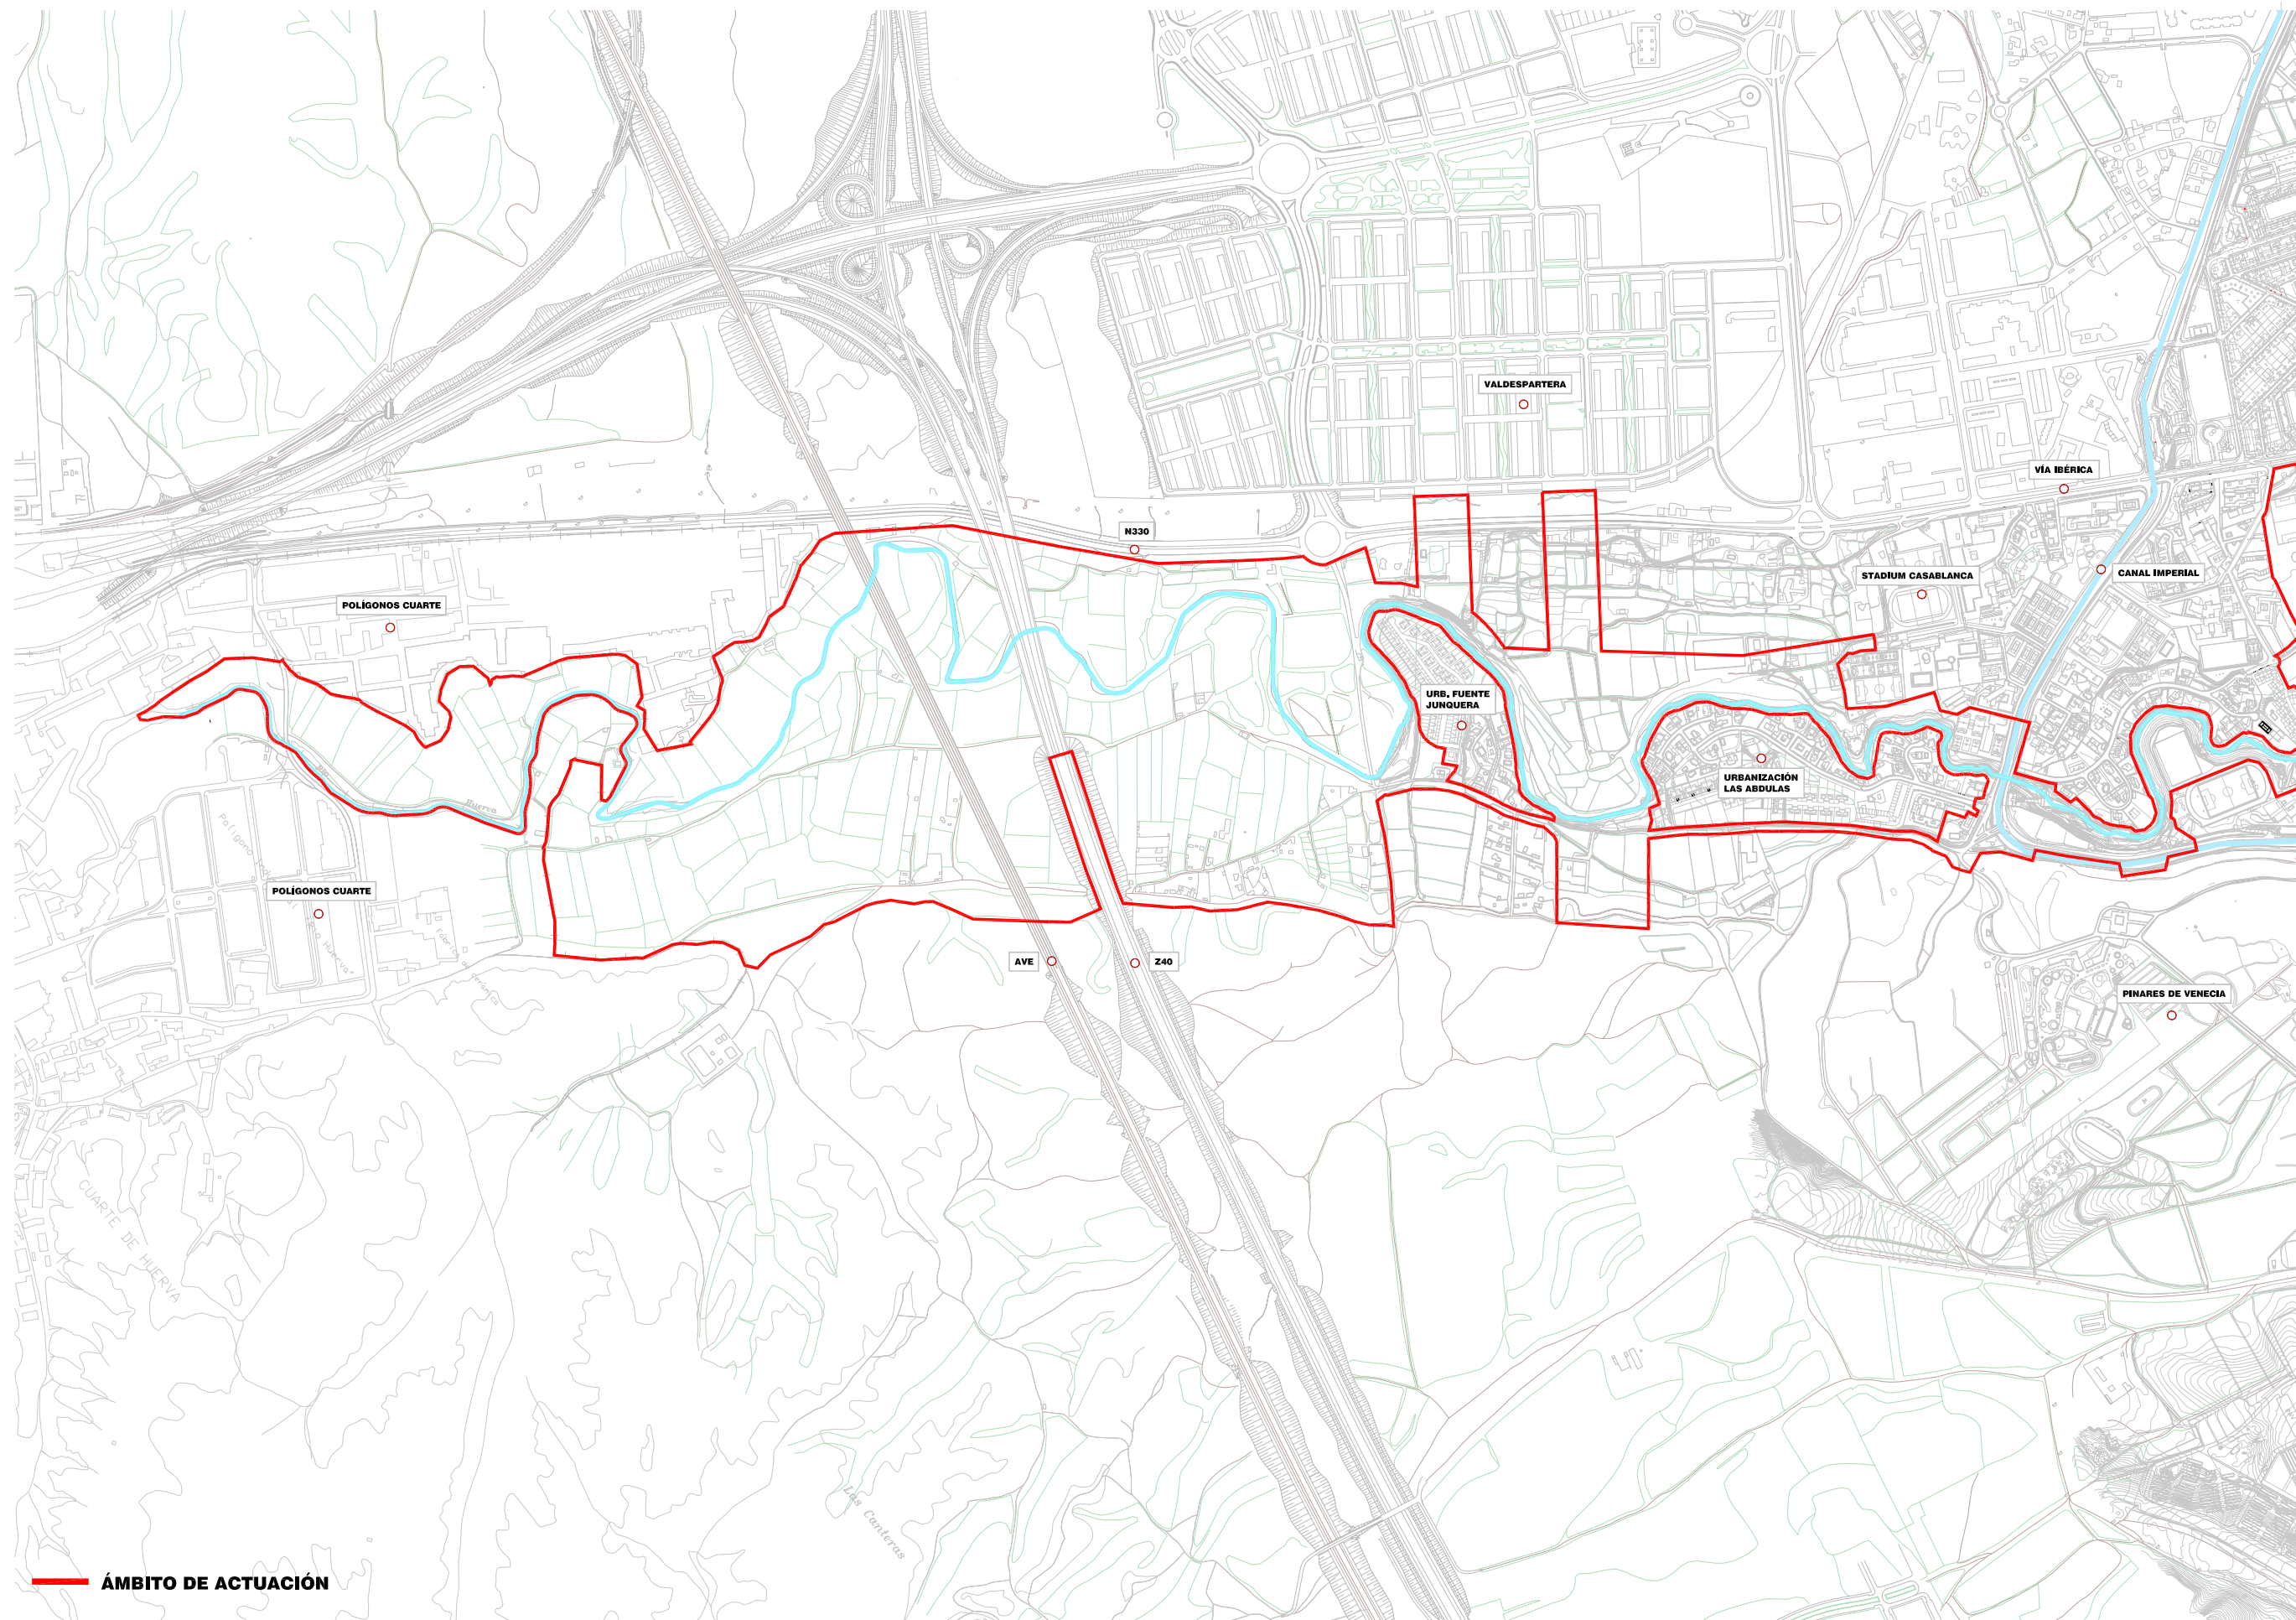 VALDESPARTERA
VÍA IBÉRICA
N330
CANAL IMPERIAL
STADIUM CASABLANCA
POLÍGONOS CUARTE
URB. FUENTE
JUNQUERA
URBANIZACIÓN
LAS ABDULAS
Río
Huerva
POLÍGONOS CUARTE
AVE
Z40
PINARES DE VENECIA
CUARTE DE HUERVA
Las Canteras
ÁMBITO DE ACTUACIÓN